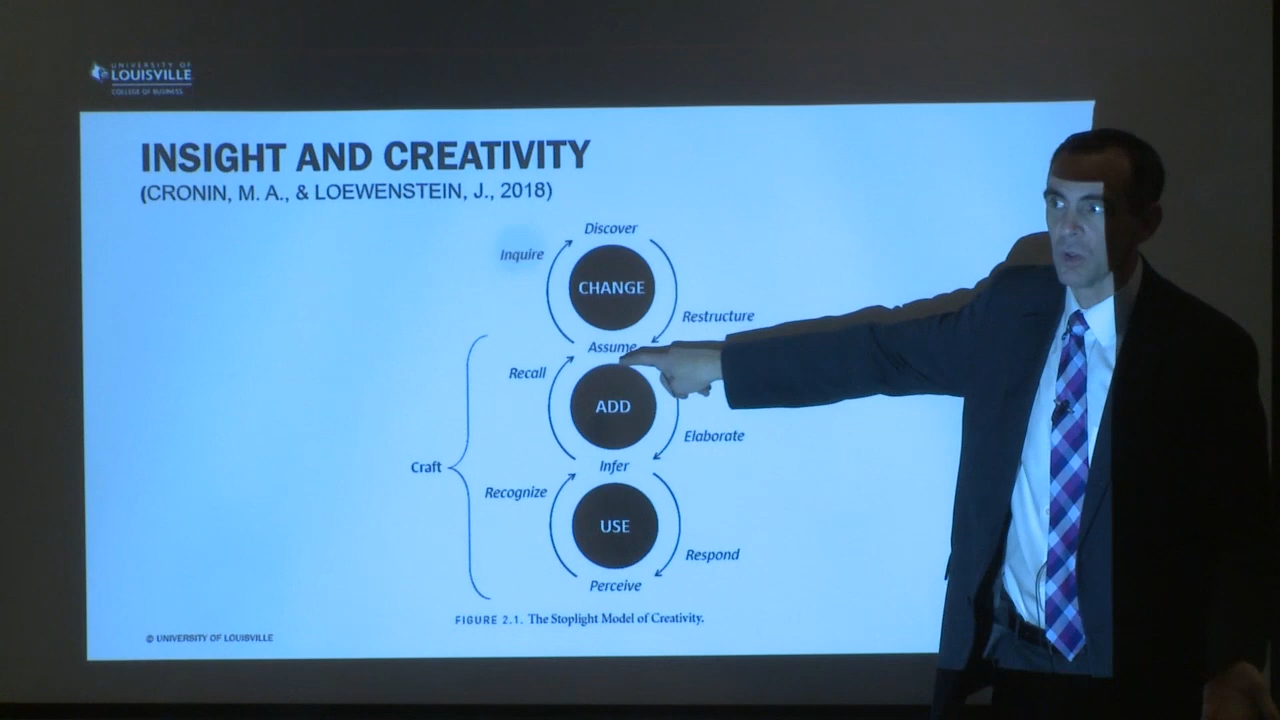 UNIVERSITY OF
LOUISVILLE
COLLEGE OF BUSINESS
INSIGHT AND CREATIVITY
(CRONIN, M. A., & LOEWENSTEIN, J., 2018)
Discover
Inquire
CHANGE
Restructure
Assume
Recall
ADD
Elaborate
Craft
Infer
Recognize
USE
Respond
Perceive
FIGURE 2.1. The Stoplight Model of Creativity.
© UNIVERSITY OF LOUISVILLE